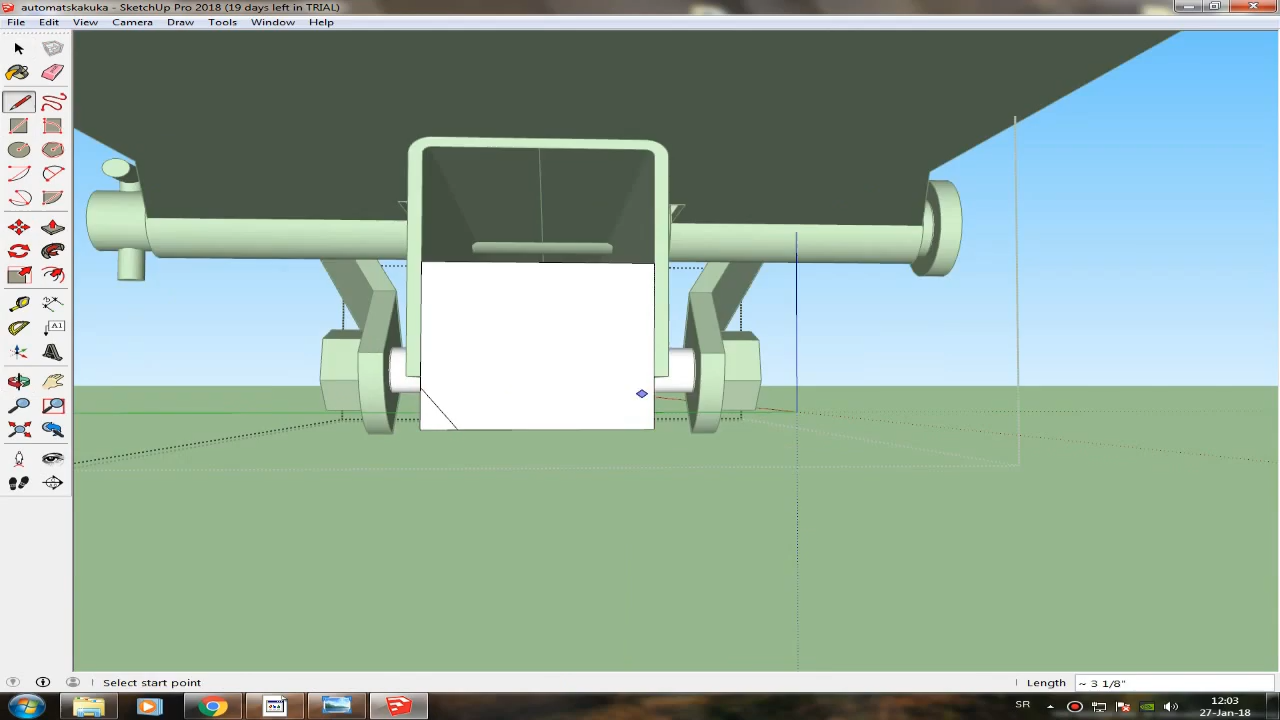 automatskakuka - SketchUp Pro 2018 (19 days left in TRIAL)
File Edit View Camera Draw Tools Window Help
A1
Select start point
Length ~ 3 1/8"
SR
12:03
27-Jan-18